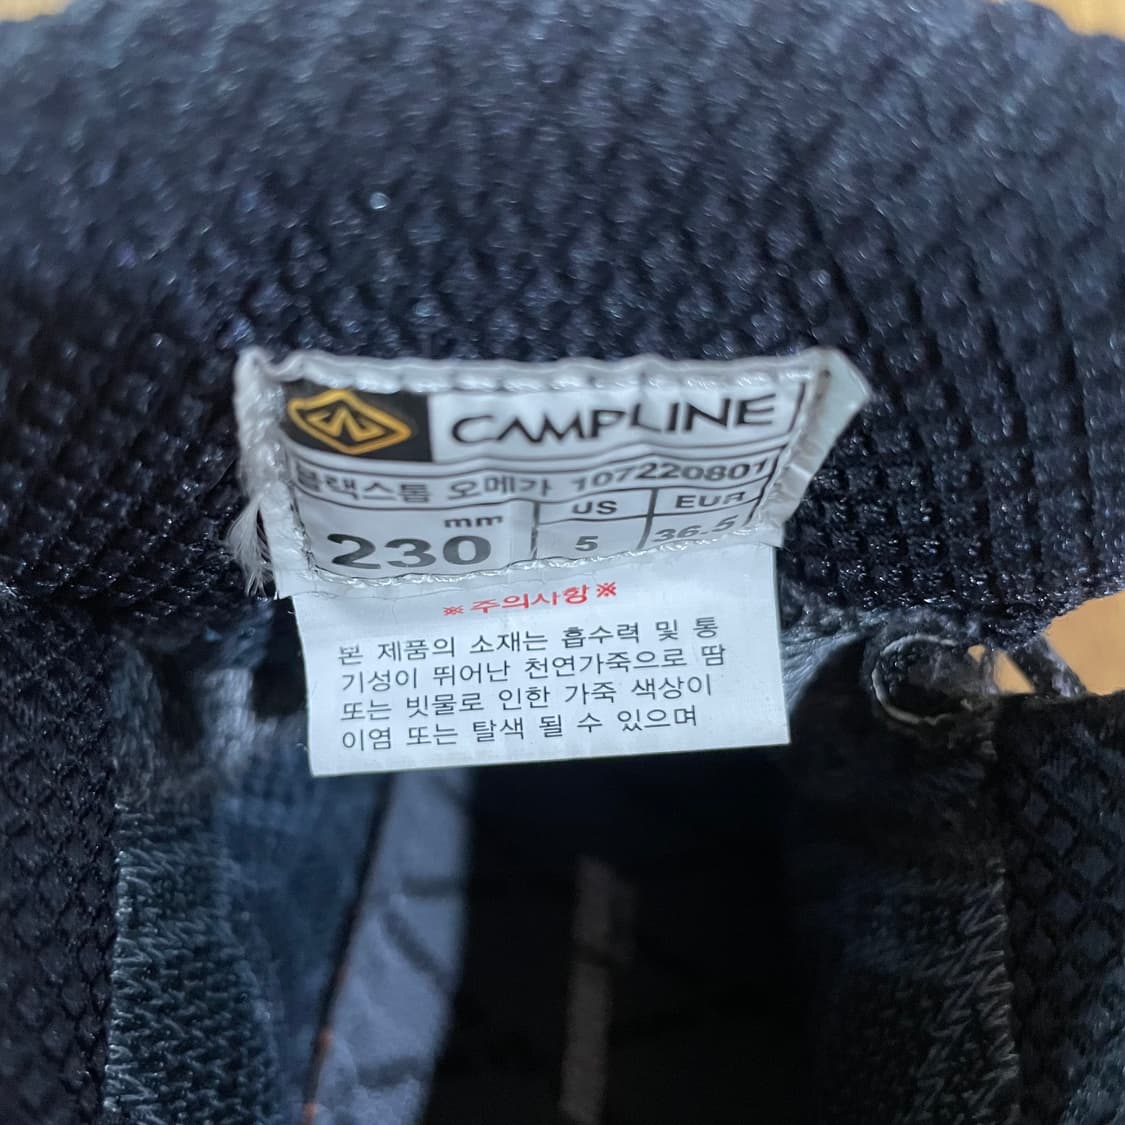 CAMPLINE
블랙스톰 오메가 107220801
mm US EUR
230 5 36.5
※주의사항※
본 제품의 소재는 흡수력 및 통
기성이 뛰어난 천연가죽으로 땀
또는 빗물로 인한 가죽 색상이
이염 또는 탈색 될 수 있으며